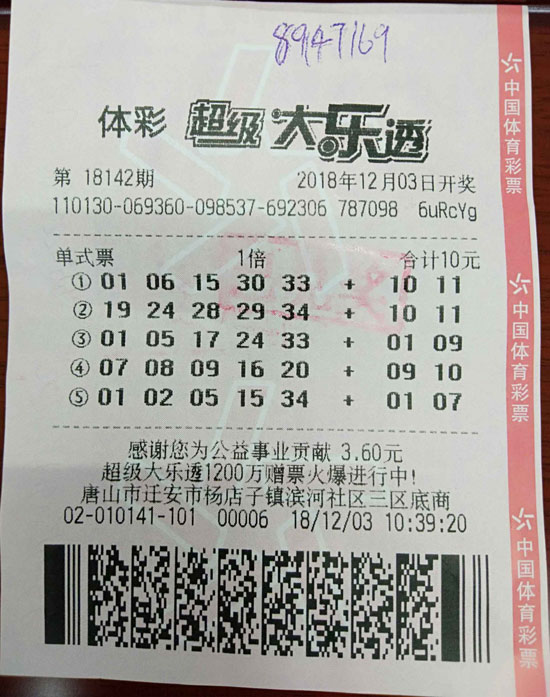 8947169
体彩 超级大乐透
第 18142期 2018年12月03日开奖
110130-069360-098537-692306 787098 6uRcYg
单式票 1倍 合计10元
① 01 06 15 30 33 + 10 11
② 19 24 28 29 34 + 10 11
③ 01 05 17 24 33 + 01 09
④ 07 08 09 16 20 + 09 10
⑤ 01 02 05 15 34 + 01 07
感谢您为公益事业贡献 3.60元
超级大乐透1200万赠票火爆进行中!
唐山市迁安市杨店子镇滨河社区三区底商
02-010141-101 00006 18/12/03 10:39:20
中国体育彩票
中国体育彩票
中国体育彩票